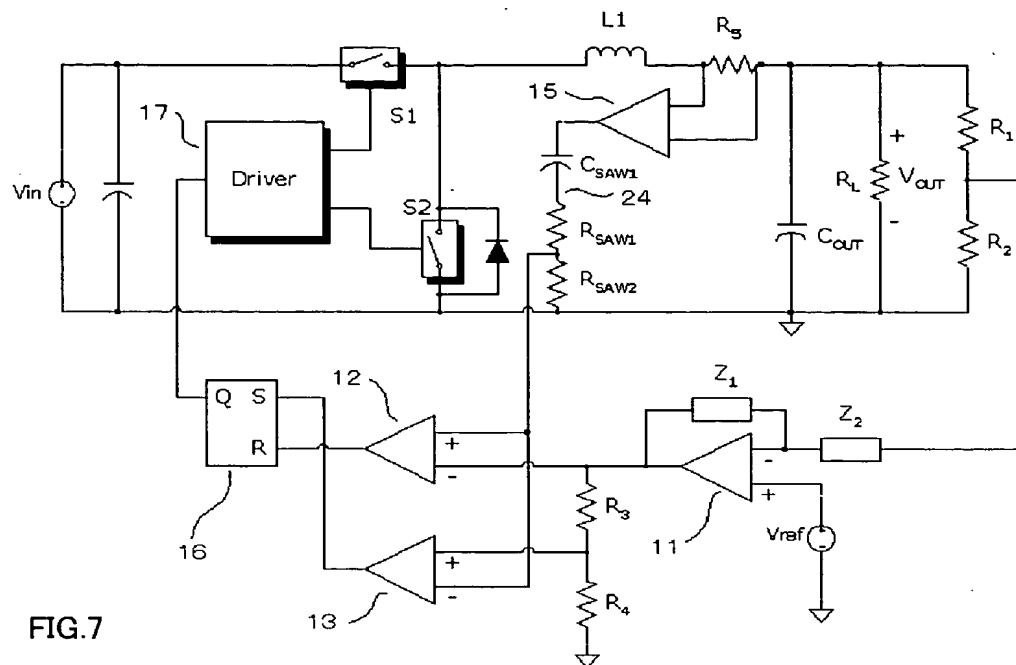 L1
R5
15
17
S1
CSAW1
+
R1
Driver
24
Vin
RL
VOUT
S2
RSAW1
-
COUT
R2
RSAW2
Z1
12
Z2
Q S
+
R
-
-
+
R3
11
Vref
16
+
-
R4
13
FIG.7